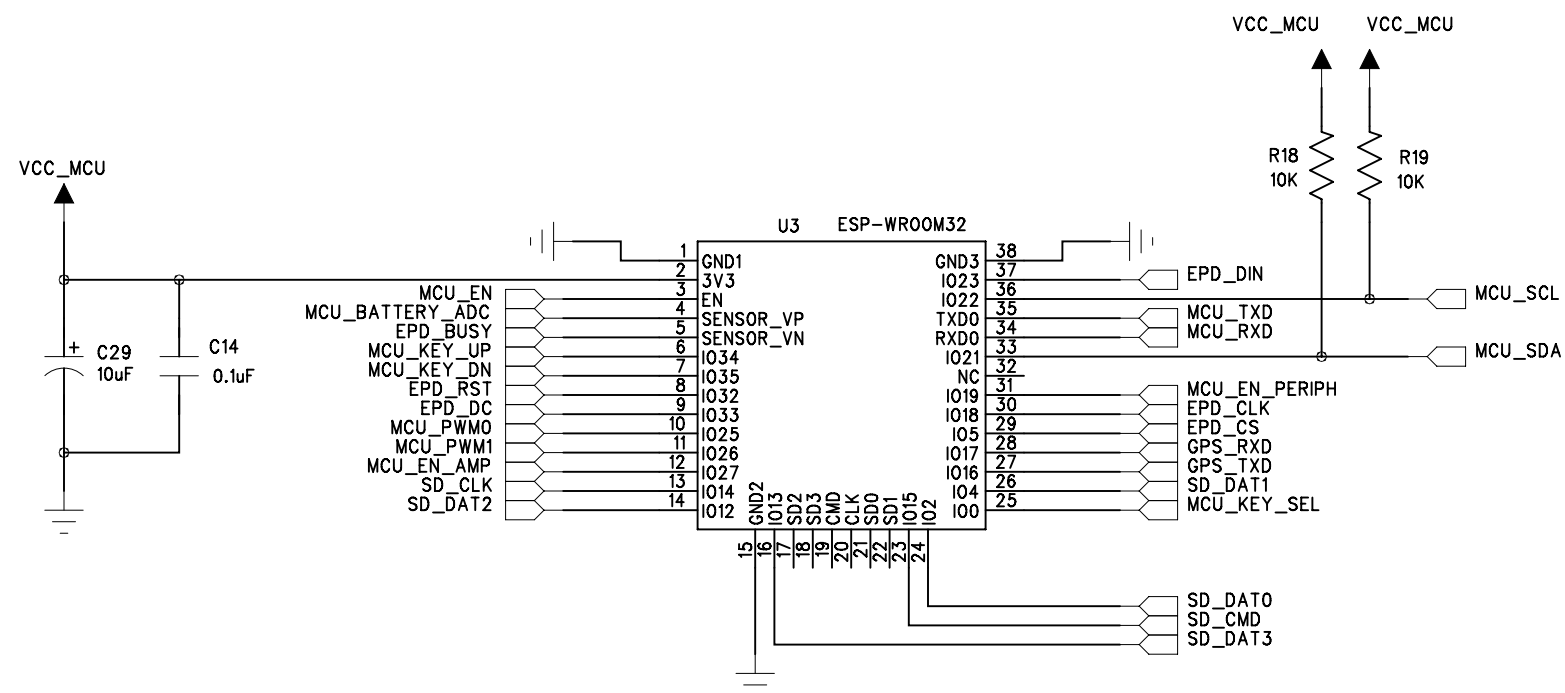 VCC_MCU VCC_MCU
R18 R19
10K 10K
VCC_MCU
U3 ESP-WROOM32
1 GND1 GND3 38
2 3V3 IO23 37 EPD_DIN
MCU_EN 3 EN IO22 36 MCU_SCL
MCU_BATTERY_ADC 4 SENSOR_VP TXD0 35 MCU_TXD
EPD_BUSY 5 SENSOR_VN RXD0 34 MCU_RXD
MCU_KEY_UP 6 IO34 IO21 33 MCU_SDA
MCU_KEY_DN 7 IO35 NC 32
EPD_RST 8 IO32 IO19 31 MCU_EN_PERIPH
EPD_DC 9 IO33 IO18 30 EPD_CLK
MCU_PWM0 10 IO25 IO5 29 EPD_CS
MCU_PWM1 11 IO26 IO17 28 GPS_RXD
MCU_EN_AMP 12 IO27 IO16 27 GPS_TXD
SD_CLK 13 IO14 IO4 26 SD_DAT1
SD_DAT2 14 IO12 IO0 25 MCU_KEY_SEL
+ C29 C14
10uF 0.1uF
GND2 IO13 SD2 SD3 CMD CLK SD0 SD1 IO15 IO2
15 16 17 18 19 20 21 22 23 24
SD_DAT0
SD_CMD
SD_DAT3